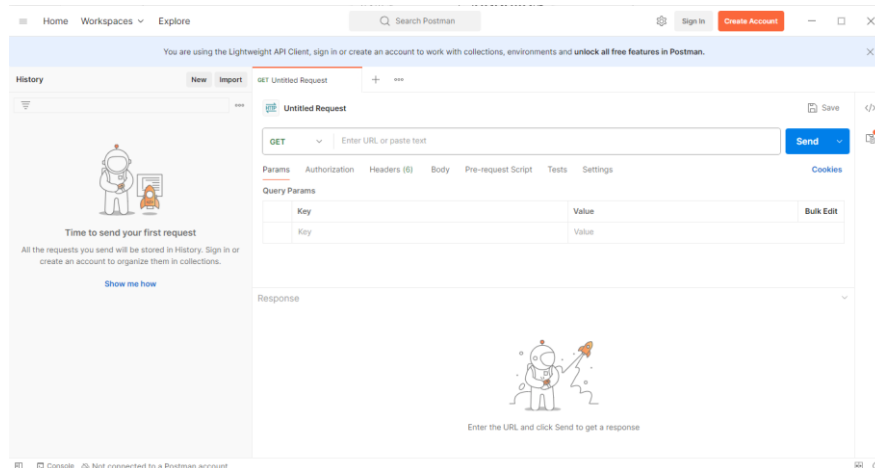 Home Workspaces Explore Search Postman Sign In Create Account
You are using the Lightweight API Client, sign in or create an account to work with collections, environments and unlock all free features in Postman.
History New Import GET Untitled Request
HTTP Untitled Request Save
GET Enter URL or paste text Send
Params Authorization Headers (6) Body Pre-request Script Tests Settings Cookies
Query Params
Key Value Bulk Edit
Key Value
Time to send your first request
All the requests you send will be stored in History. Sign in or
create an account to organize them in collections.
Show me how
Response
Enter the URL and click Send to get a response
Console Not connected to a Postman account